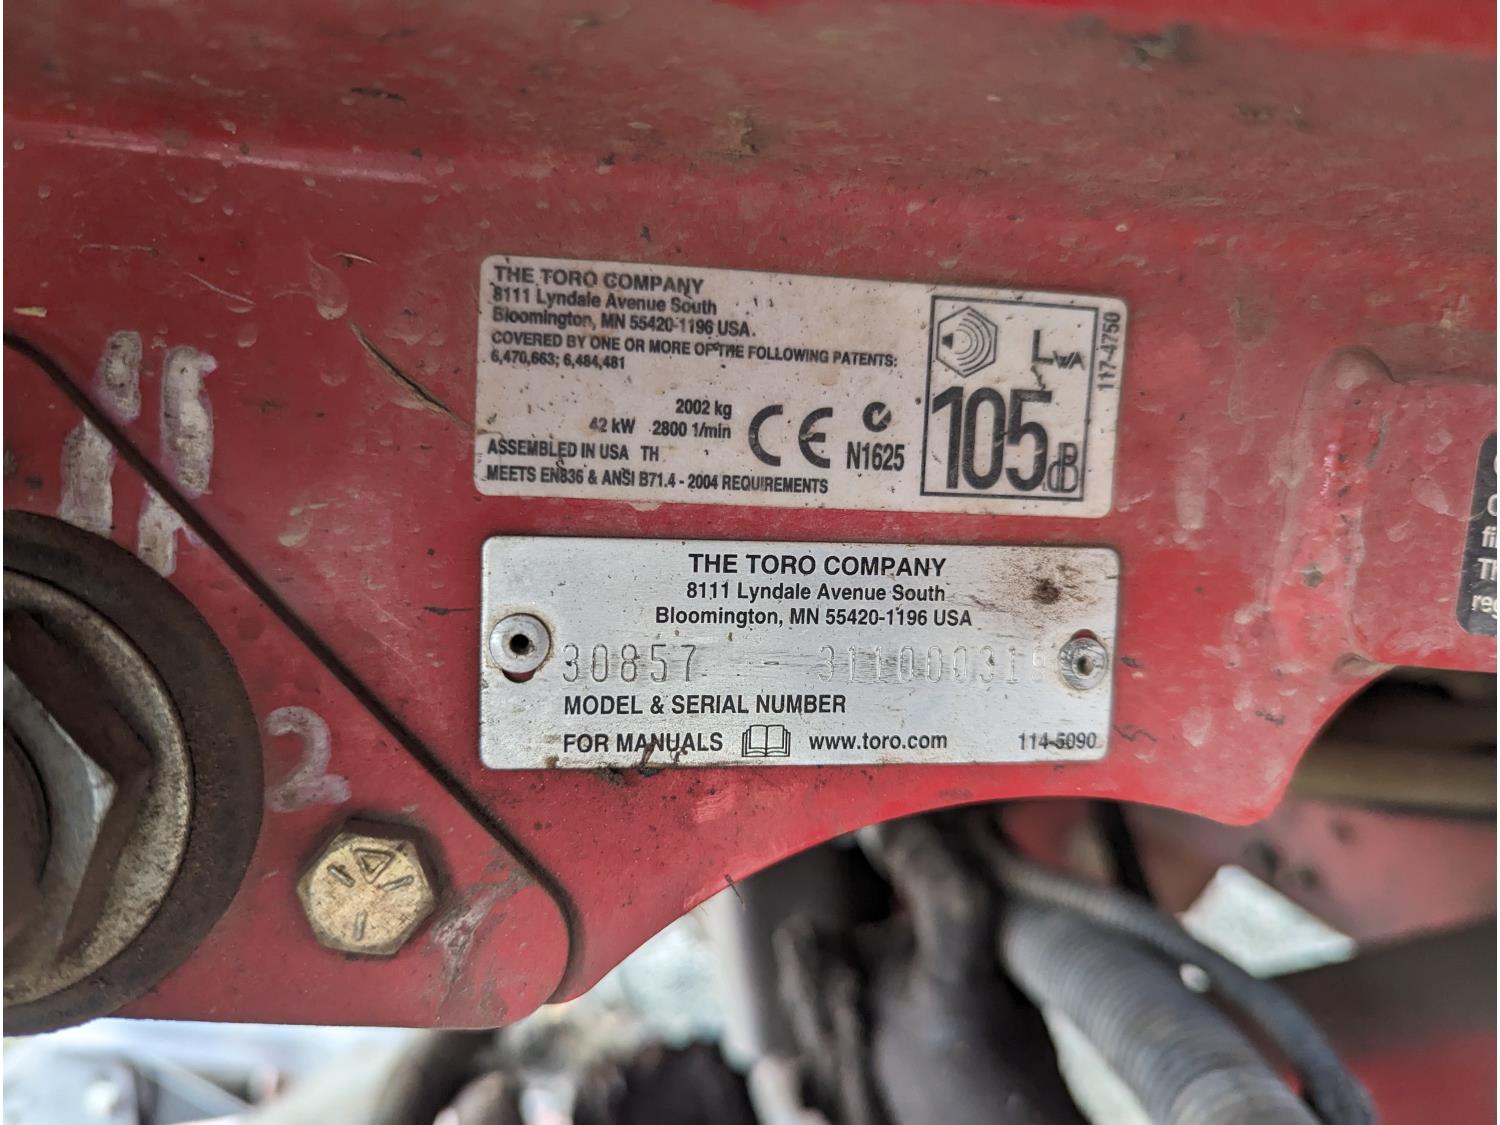 THE TORO COMPANY
8111 Lyndale Avenue South
Bloomington, MN 55420-1196 USA.
COVERED BY ONE OR MORE OF THE FOLLOWING PATENTS:
6,470,663; 6,484,481
2002 kg
42 kW 2800 1/min
ASSEMBLED IN USA TH
MEETS EN836 & ANSI B71.4 - 2004 REQUIREMENTS
CE
N1625
LWA
105 dB
117-4750
THE TORO COMPANY
8111 Lyndale Avenue South
Bloomington, MN 55420-1196 USA
30857 -
MODEL & SERIAL NUMBER
FOR MANUALS www.toro.com 114-5090
2